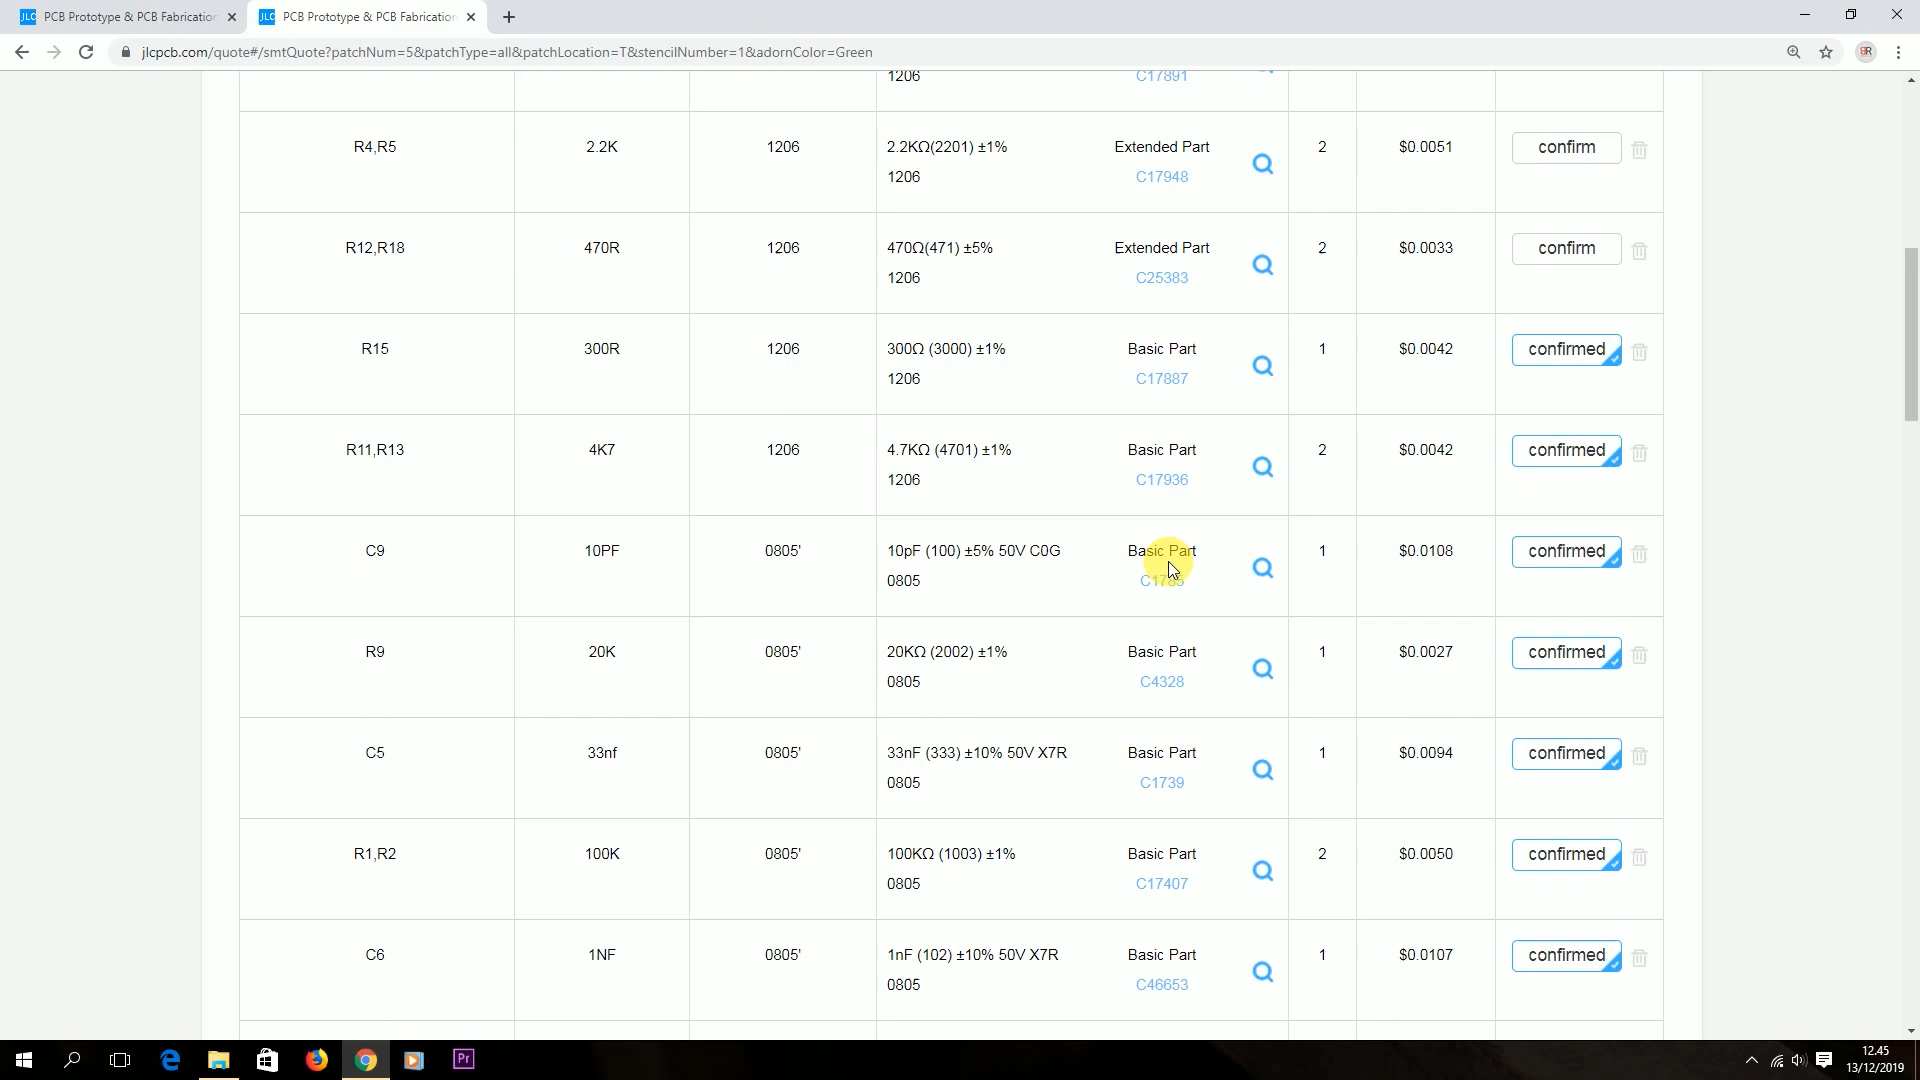 PCB Prototype & PCB Fabrication
PCB Prototype & PCB Fabrication
jlcpcb.com/quote#/smtQuote?patchNum=5&patchType=all&patchLocation=T&stencilNumber=1&adornColor=Green
1206 C17891
R4,R5 2.2K 1206 2.2KΩ(2201) ±1% Extended Part 2 $0.0051 confirm
1206 C17948
R12,R18 470R 1206 470Ω(471) ±5% Extended Part 2 $0.0033 confirm
1206 C25383
R15 300R 1206 300Ω (3000) ±1% Basic Part 1 $0.0042 confirmed
1206 C17887
R11,R13 4K7 1206 4.7KΩ (4701) ±1% Basic Part 2 $0.0042 confirmed
1206 C17936
C9 10PF 0805' 10pF (100) ±5% 50V C0G Basic Part 1 $0.0108 confirmed
0805 C1785
R9 20K 0805' 20KΩ (2002) ±1% Basic Part 1 $0.0027 confirmed
0805 C4328
C5 33nf 0805' 33nF (333) ±10% 50V X7R Basic Part 1 $0.0094 confirmed
0805 C1739
R1,R2 100K 0805' 100KΩ (1003) ±1% Basic Part 2 $0.0050 confirmed
0805 C17407
C6 1NF 0805' 1nF (102) ±10% 50V X7R Basic Part 1 $0.0107 confirmed
0805 C46653
Pr
12.45
13/12/2019